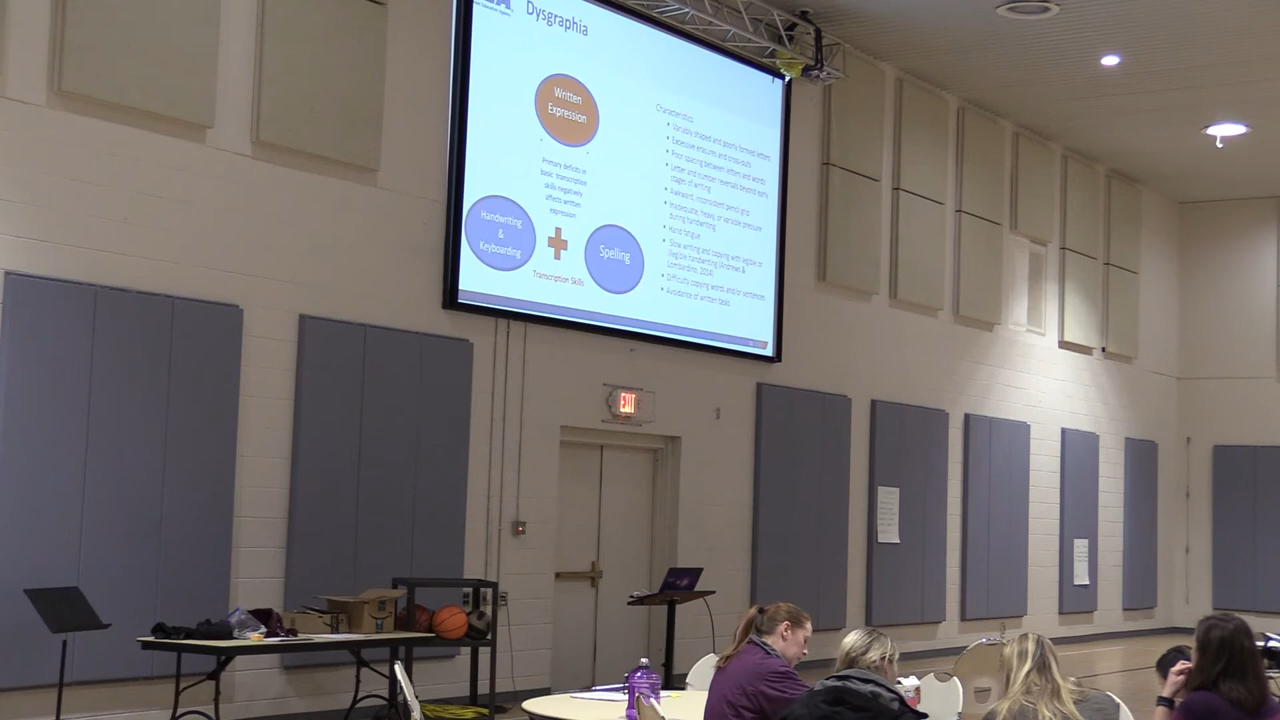 Dysgraphia
Written
Expression
Primary deficits in
basic transcription
skills negatively
affects written
expression
Handwriting
&
Keyboarding
Spelling
Transcription Skills
Characteristics
• Variably shaped and poorly formed letters
• Excessive erasures and cross-outs
• Poor spacing between letters and words
• Letter and number reversals beyond early
stages of writing
• Awkward, inconsistent pencil grip
• Inadequate, heavy, or variable pressure
during handwriting
• Hand fatigue
• Slow writing and copying with legible or
illegible handwriting (Andrews &
Lombardino, 2014)
• Difficulty copying words and/or sentences
• Avoidance of written tasks
EXIT